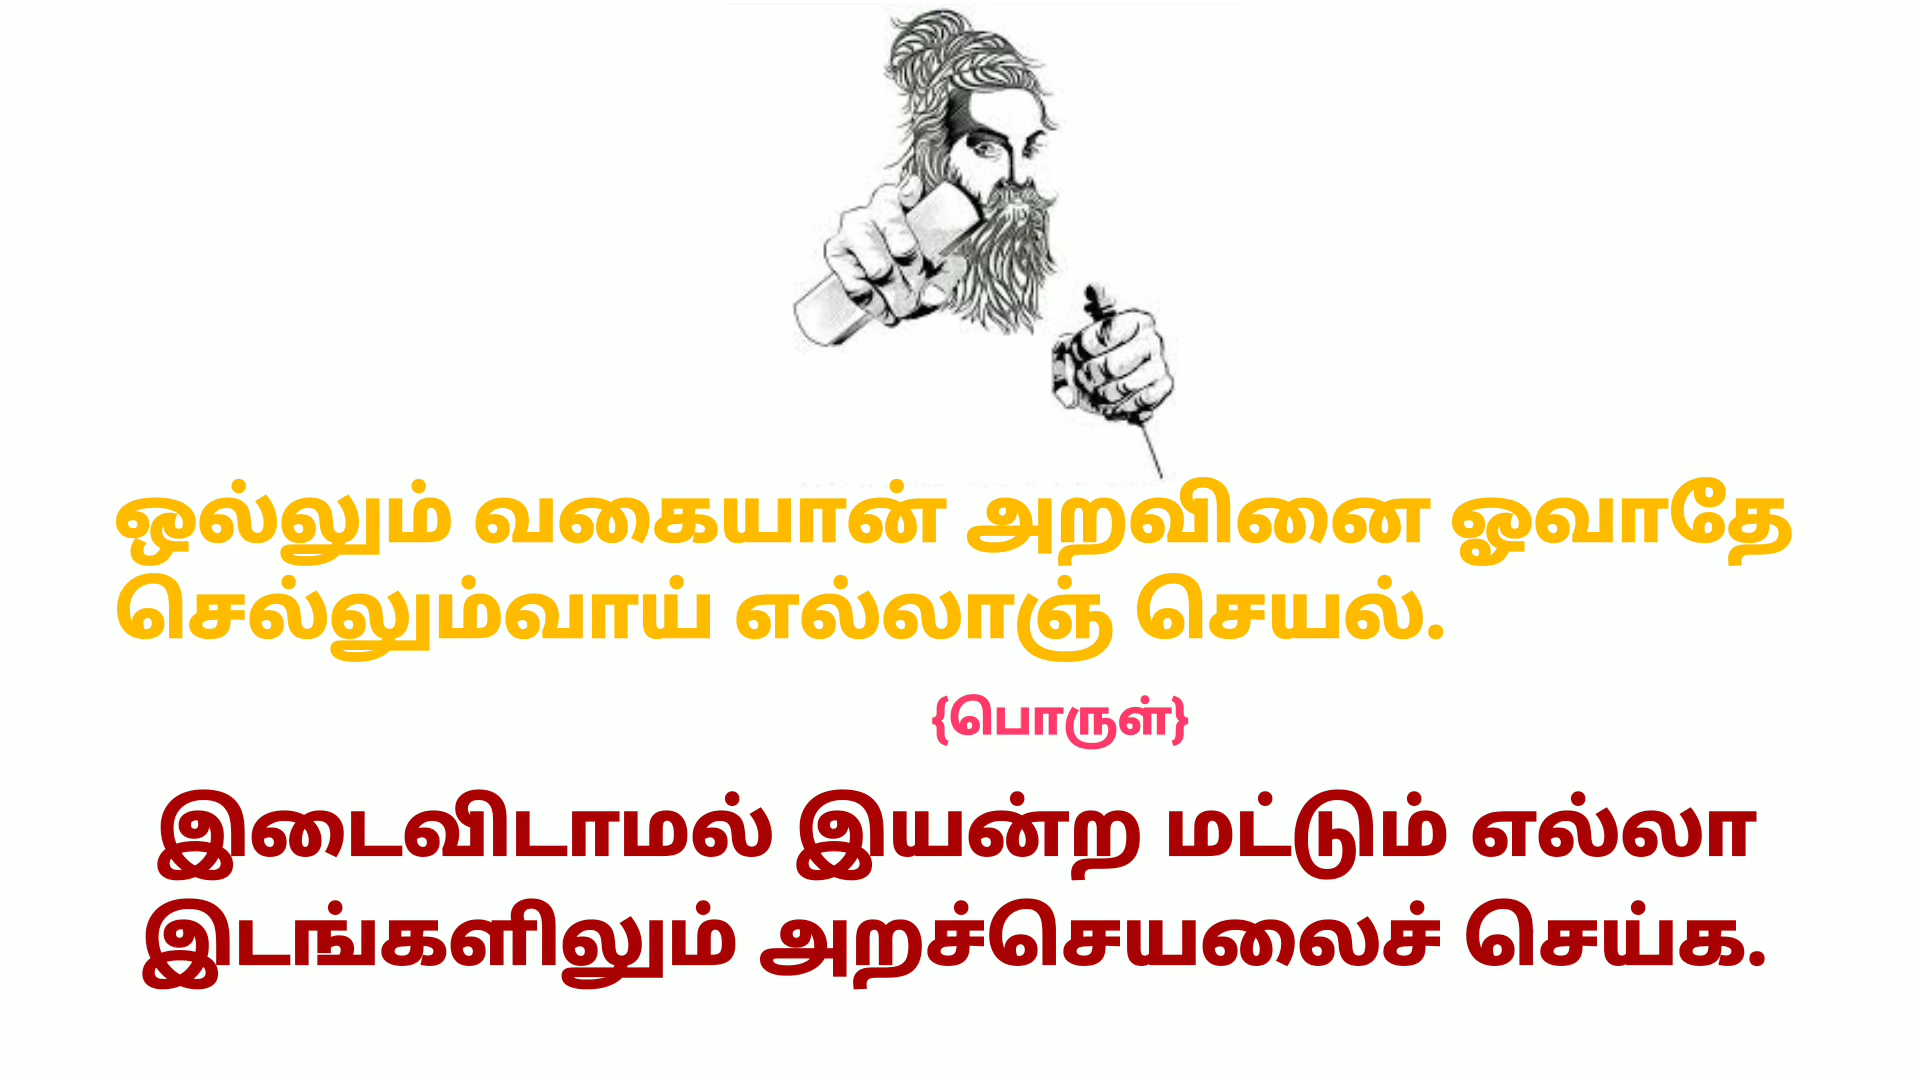 ஒல்லும் வகையான் அறவினை ஓவாதே
செல்லும்வாய் எல்லாஞ் செயல்.
{பொருள்}
இடைவிடாமல் இயன்ற மட்டும் எல்லா
இடங்களிலும் அறச்செயலைச் செய்க.